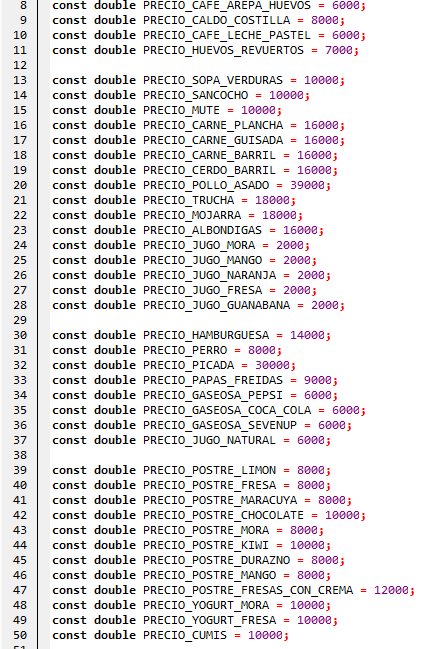 8 const double PRECIO_CAFE_AREPA_HUEVOS = 6000;
9 const double PRECIO_CALDO_COSTILLA = 8000;
10 const double PRECIO_CAFE_LECHE_PASTEL = 6000;
11 const double PRECIO_HUEVOS_REVUERTOS = 7000;
12
13 const double PRECIO_SOPA_VERDURAS = 10000;
14 const double PRECIO_SANCOCHO = 10000;
15 const double PRECIO_MUTE = 10000;
16 const double PRECIO_CARNE_PLANCHA = 16000;
17 const double PRECIO_CARNE_GUISADA = 16000;
18 const double PRECIO_CARNE_BARRIL = 16000;
19 const double PRECIO_CERDO_BARRIL = 16000;
20 const double PRECIO_POLLO_ASADO = 39000;
21 const double PRECIO_TRUCHA = 18000;
22 const double PRECIO_MOJARRA = 18000;
23 const double PRECIO_ALBONDIGAS = 16000;
24 const double PRECIO_JUGO_MORA = 2000;
25 const double PRECIO_JUGO_MANGO = 2000;
26 const double PRECIO_JUGO_NARANJA = 2000;
27 const double PRECIO_JUGO_FRESA = 2000;
28 const double PRECIO_JUGO_GUANABANA = 2000;
29
30 const double PRECIO_HAMBURGUESA = 14000;
31 const double PRECIO_PERRO = 8000;
32 const double PRECIO_PICADA = 30000;
33 const double PRECIO_PAPAS_FREIDAS = 9000;
34 const double PRECIO_GASEOSA_PEPSI = 6000;
35 const double PRECIO_GASEOSA_COCA_COLA = 6000;
36 const double PRECIO_GASEOSA_SEVENUP = 6000;
37 const double PRECIO_JUGO_NATURAL = 6000;
38
39 const double PRECIO_POSTRE_LIMON = 8000;
40 const double PRECIO_POSTRE_FRESA = 8000;
41 const double PRECIO_POSTRE_MARACUYA = 8000;
42 const double PRECIO_POSTRE_CHOCOLATE = 10000;
43 const double PRECIO_POSTRE_MORA = 8000;
44 const double PRECIO_POSTRE_KIWI = 10000;
45 const double PRECIO_POSTRE_DURAZNO = 8000;
46 const double PRECIO_POSTRE_MANGO = 8000;
47 const double PRECIO_POSTRE_FRESAS_CON_CREMA = 12000;
48 const double PRECIO_YOGURT_MORA = 10000;
49 const double PRECIO_YOGURT_FRESA = 10000;
50 const double PRECIO_CUMIS = 10000;
51